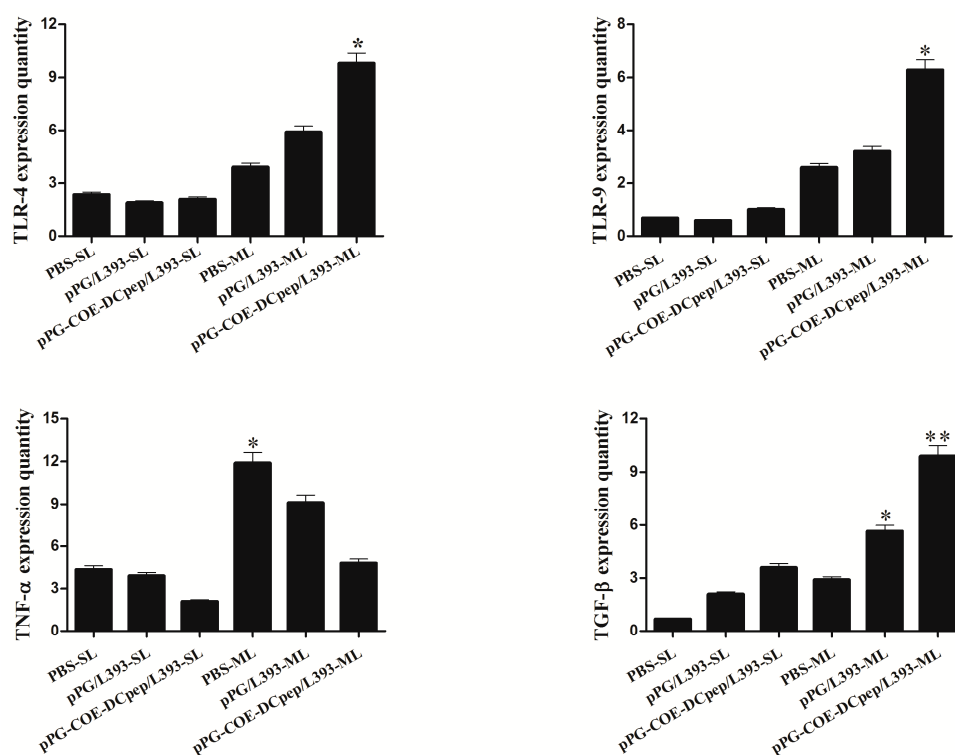 TLR-4 expression quantity
12
9
6
3
0
*
PBS-SL
pPG/L393-SL
pPG-COE-DCpep/L393-SL
PBS-ML
pPG/L393-ML
pPG-COE-DCpep/L393-ML
TLR-9 expression quantity
8
6
4
2
0
*
PBS-SL
pPG/L393-SL
pPG-COE-DCpep/L393-SL
PBS-ML
pPG/L393-ML
pPG-COE-DCpep/L393-ML
TNF-α expression quantity
15
12
9
6
3
0
*
PBS-SL
pPG/L393-SL
pPG-COE-DCpep/L393-SL
PBS-ML
pPG/L393-ML
pPG-COE-DCpep/L393-ML
TGF-β expression quantity
12
9
6
3
0
*
**
PBS-SL
pPG/L393-SL
pPG-COE-DCpep/L393-SL
PBS-ML
pPG/L393-ML
pPG-COE-DCpep/L393-ML